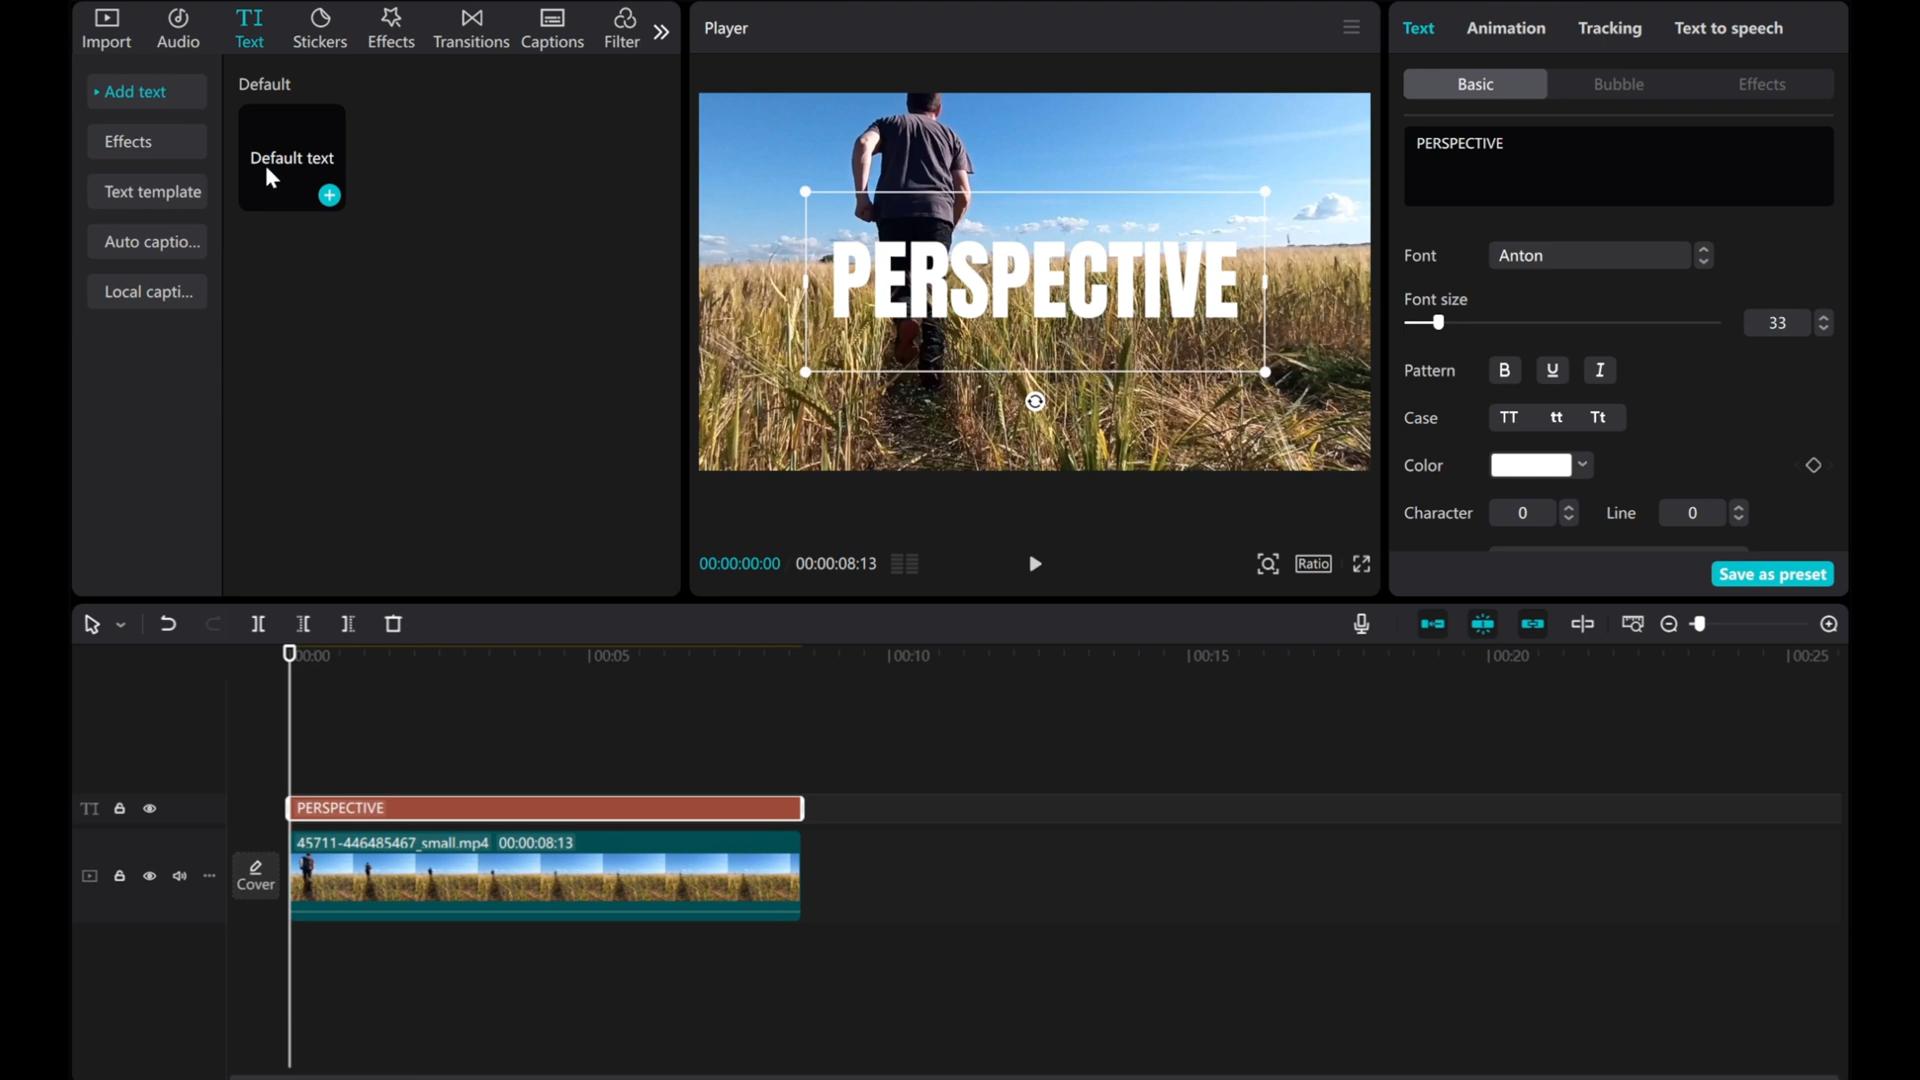 Import
Audio
TI
Text
Stickers
Effects
Transitions
Captions
Filter
Add text
Effects
Text template
Auto captio...
Local capti...
Default
Default text
Player
PERSPECTIVE
00:00:00:00 00:00:08:13
Ratio
Text Animation Tracking Text to speech
Basic Bubble Effects
PERSPECTIVE
Font Anton
Font size
33
Pattern B U I
Case TT tt Tt
Color
Character 0 Line 0
Save as preset
00:00 00:05 00:10 00:15 00:20 00:25
TI PERSPECTIVE
45711-446485467_small.mp4 00:00:08:13
Cover